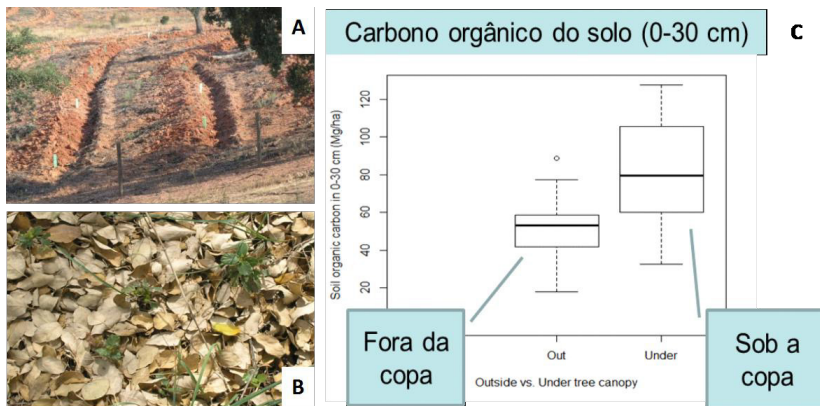 A
B
Carbono orgânico do solo (0-30 cm)
C
Soil organic carbon in 0-30 cm (Mg/ha)
120
100
80
60
40
20
Out
Under
Outside vs. Under tree canopy
Fora da
copa
Sob a
copa